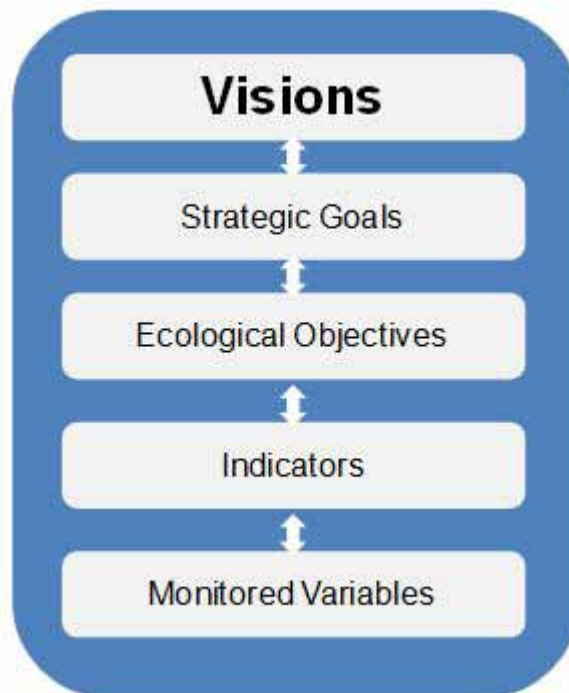 Visions
Strategic Goals
Ecological Objectives
Indicators
Monitored Variables